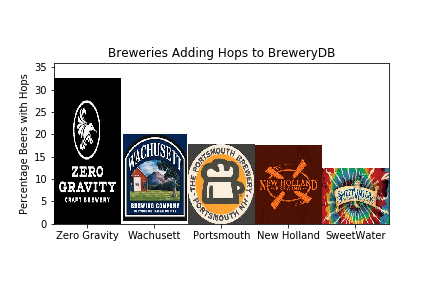 Breweries Adding Hops to BreweryDB
Percentage Beers with Hops
35
30
25
20
15
10
5
0
ZERO
GRAVITY
CRAFT BREWERY
WACHUSETT
BREWING COMPANY
THE PORTSMOUTH BREWERY
PORTSMOUTH NH
NEW HOLLAND
BREWING
SWEETWATER
Zero Gravity
Wachusett
Portsmouth
New Holland
SweetWater